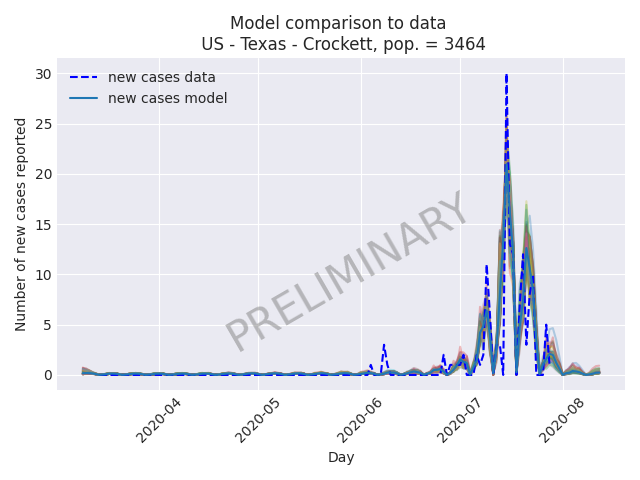 Model comparison to data
US - Texas - Crockett, pop. = 3464
new cases data
new cases model
Number of new cases reported
30
25
20
15
10
5
0
PRELIMINARY
2020-04
2020-05
2020-06
2020-07
2020-08
Day